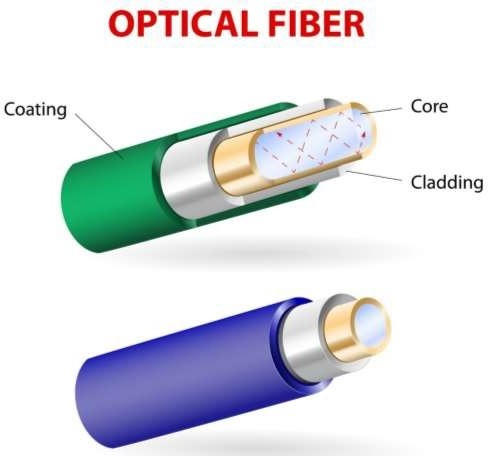 OPTICAL FIBER
Coating
Core
Cladding